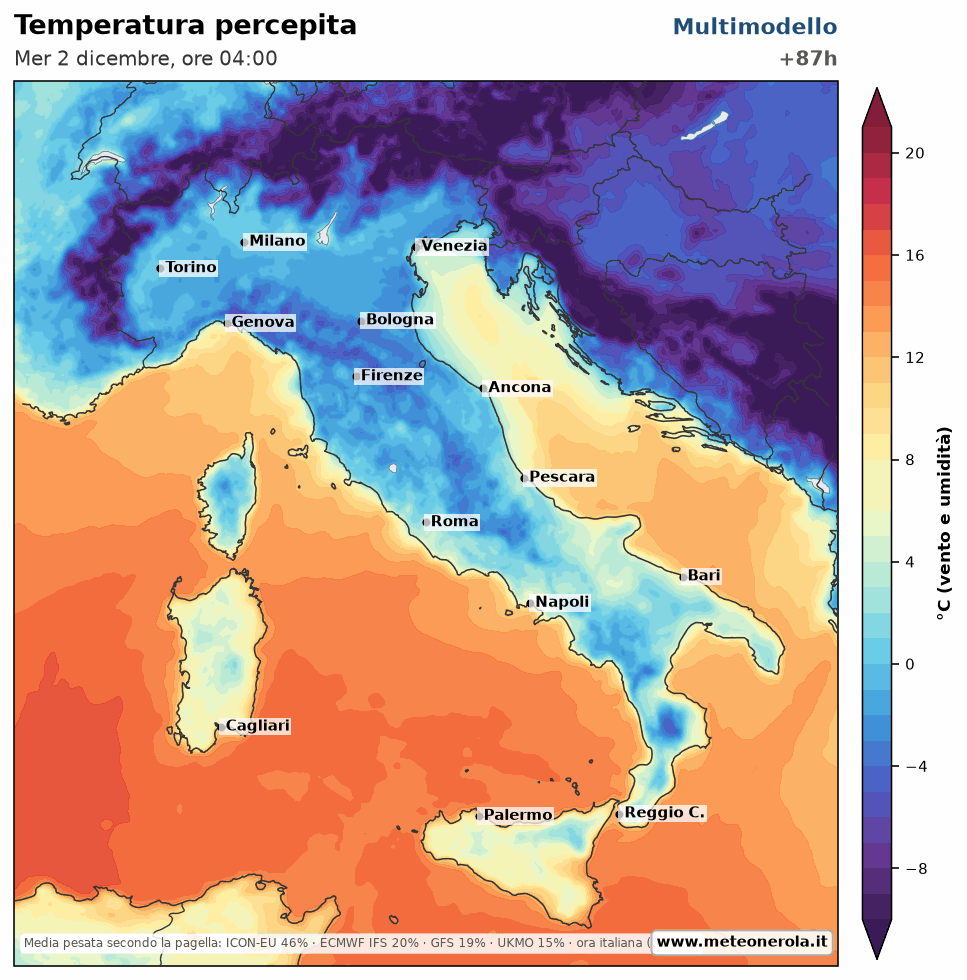 Temperatura percepita
Multimodello
Mer 2 dicembre, ore 04:00
+87h
Milano
Venezia
Torino
Genova
Bologna
Firenze
Ancona
Pescara
Roma
Bari
Napoli
Cagliari
Palermo
Reggio C.
20
16
12
8
4
0
−4
−8
°C (vento e umidità)
Media pesata secondo la pagella: ICON-EU 46% · ECMWF IFS 20% · GFS 19% · UKMO 15% · ora italiana (
www.meteonerola.it